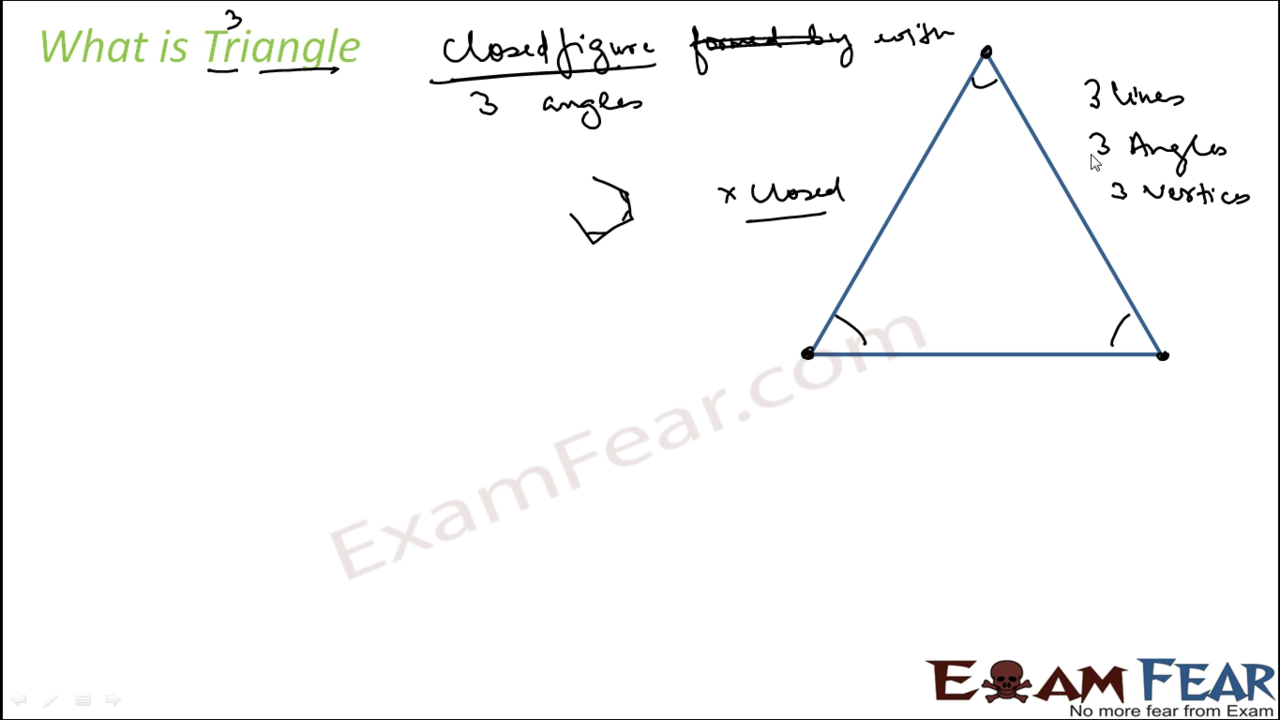 What is Triangle
3
closed figure formed by with
3 angles
x Closed
3 lines
3 Angles
3 vertices
ExamFear.com
EXAM FEAR
No more fear from Exam